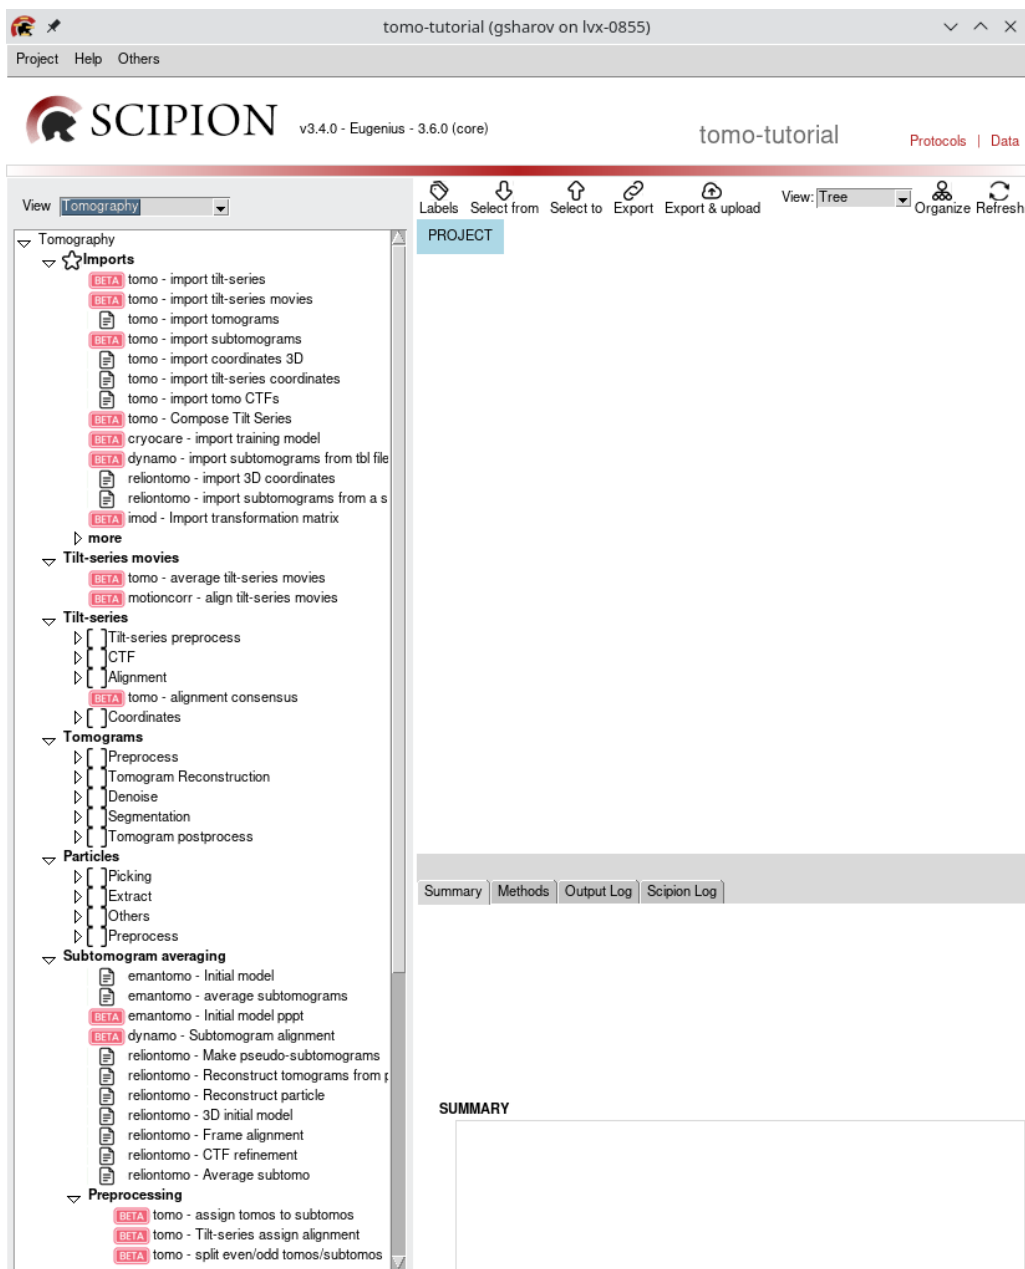 tomo-tutorial (gsharov on lvx-0855)
Project Help Others
SCIPION v3.4.0 - Eugenius - 3.6.0 (core)
tomo-tutorial
Protocols | Data
View Tomography
Labels Select from Select to Export Export & upload View: Tree Organize Refresh
PROJECT
Tomography
Imports
BETA tomo - import tilt-series
BETA tomo - import tilt-series movies
tomo - import tomograms
BETA tomo - import subtomograms
tomo - import coordinates 3D
tomo - import tilt-series coordinates
tomo - import tomo CTFs
BETA tomo - Compose Tilt Series
BETA cryocare - import training model
BETA dynamo - import subtomograms from tbl file
reliontomo - import 3D coordinates
reliontomo - import subtomograms from a s
BETA imod - Import transformation matrix
more
Tilt-series movies
BETA tomo - average tilt-series movies
BETA motioncorr - align tilt-series movies
Tilt-series
[ ]Tilt-series preprocess
[ ]CTF
[ ]Alignment
BETA tomo - alignment consensus
[ ]Coordinates
Tomograms
[ ]Preprocess
[ ]Tomogram Reconstruction
[ ]Denoise
[ ]Segmentation
[ ]Tomogram postprocess
Particles
[ ]Picking
[ ]Extract
[ ]Others
[ ]Preprocess
Subtomogram averaging
emantomo - Initial model
emantomo - average subtomograms
BETA emantomo - Initial model pppt
BETA dynamo - Subtomogram alignment
reliontomo - Make pseudo-subtomograms
reliontomo - Reconstruct tomograms from p
reliontomo - Reconstruct particle
reliontomo - 3D initial model
reliontomo - Frame alignment
reliontomo - CTF refinement
reliontomo - Average subtomo
Preprocessing
BETA tomo - assign tomos to subtomos
BETA tomo - Tilt-series assign alignment
BETA tomo - split even/odd tomos/subtomos
Summary Methods Output Log Scipion Log
SUMMARY